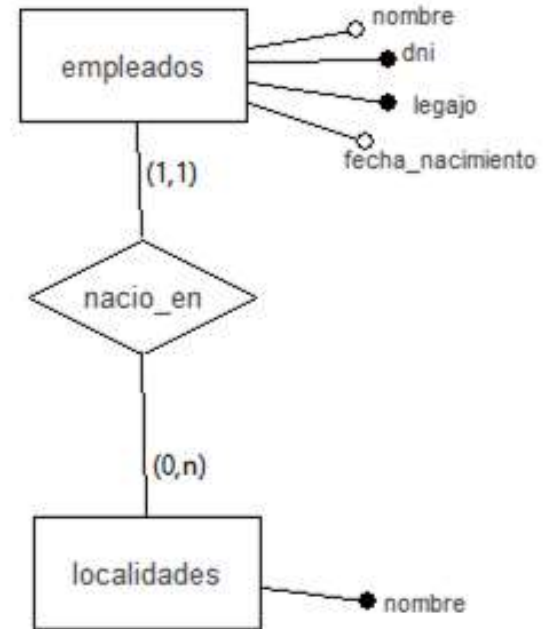 nombre
empleados
dni
legajo
fecha_nacimiento
(1,1)
nacio_en
(0,n)
localidades
nombre